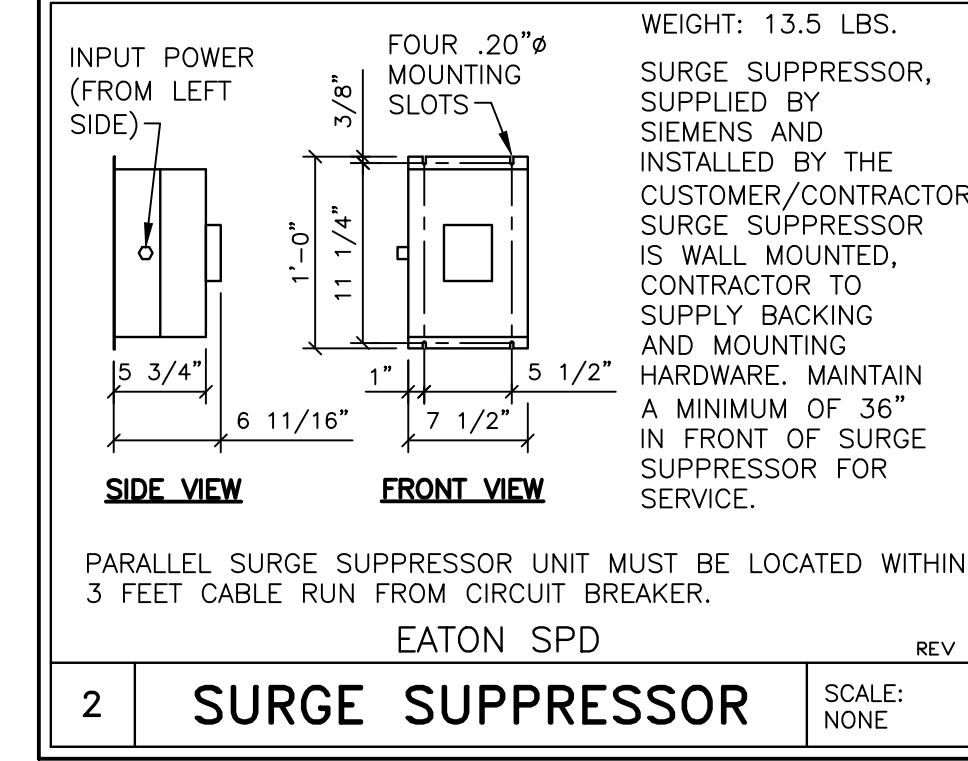 INPUT POWER
(FROM LEFT
SIDE)
FOUR .20"ø
MOUNTING
SLOTS
3/8"
1'-0"
11 1/4"
5 3/4"
6 11/16"
1"
5 1/2"
7 1/2"
SIDE VIEW
FRONT VIEW
WEIGHT: 13.5 LBS.
SURGE SUPPRESSOR,
SUPPLIED BY
SIEMENS AND
INSTALLED BY THE
CUSTOMER/CONTRACTOR
SURGE SUPPRESSOR
IS WALL MOUNTED,
CONTRACTOR TO
SUPPLY BACKING
AND MOUNTING
HARDWARE. MAINTAIN
A MINIMUM OF 36"
IN FRONT OF SURGE
SUPPRESSOR FOR
SERVICE.
PARALLEL SURGE SUPPRESSOR UNIT MUST BE LOCATED WITHIN
3 FEET CABLE RUN FROM CIRCUIT BREAKER.
EATON SPD
REV
2
SURGE SUPPRESSOR
SCALE:
NONE